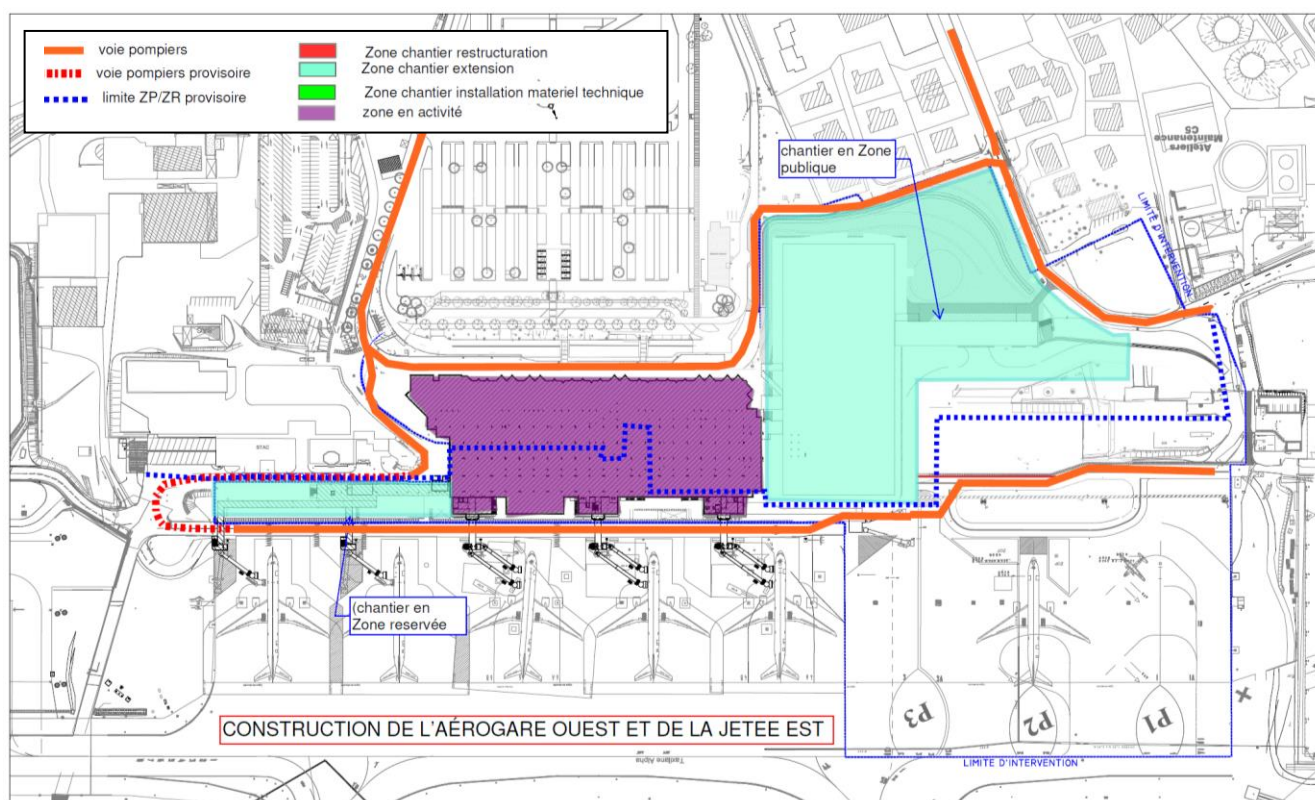 voie pompiers
voie pompiers provisoire
limite ZP/ZR provisoire
Zone chantier restructuration
Zone chantier extension
Zone chantier installation materiel technique
zone en activité
chantier en Zone
publique
Ateliers
Maintenance
C5
LIMITE D'INTERVENTION
(chantier en
Zone reservée
P3
P2
P1
CONSTRUCTION DE L'AÉROGARE OUEST ET DE LA JETEE EST
LIMITE D'INTERVENTION